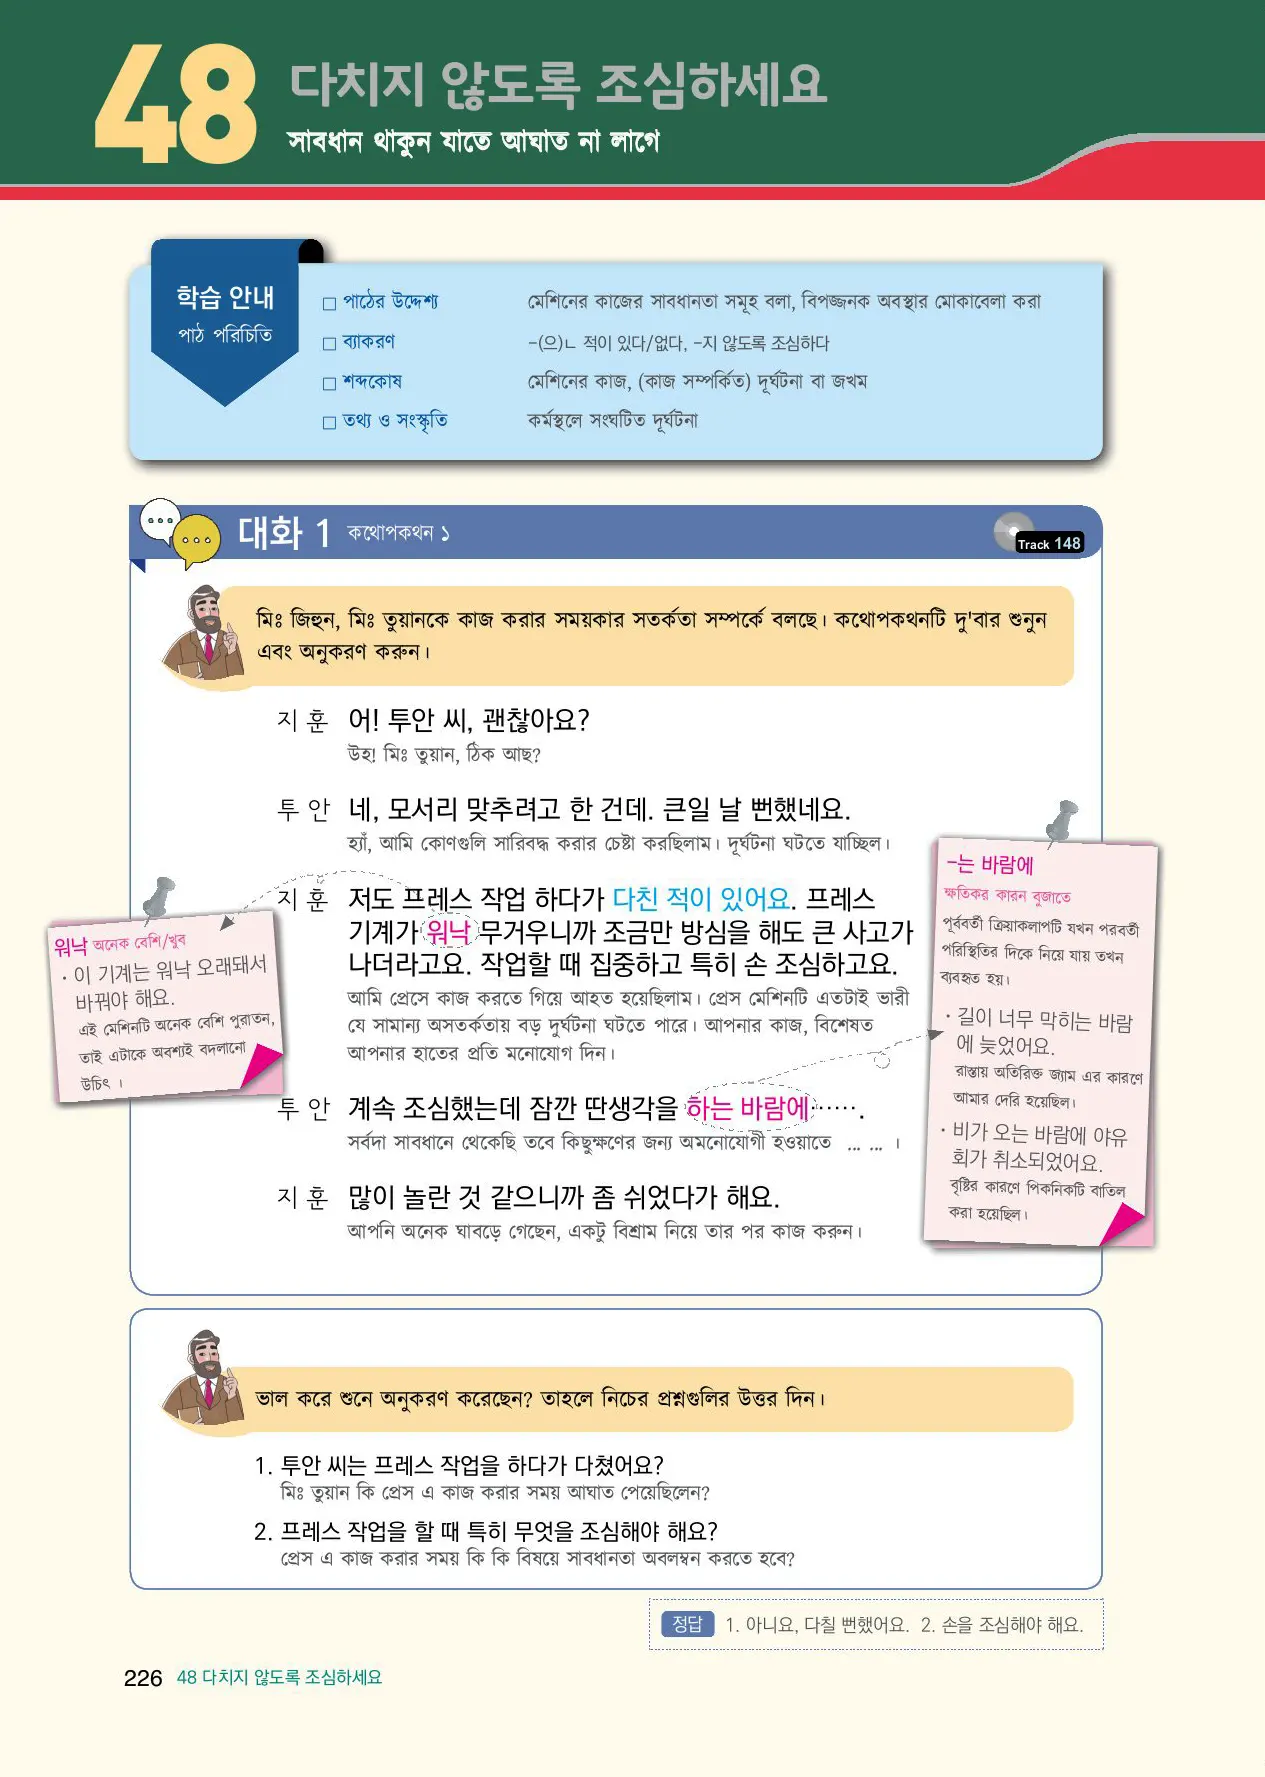 48
다치지 않도록 조심하세요
সাবধান থাকুন যাতে আঘাত না লাগে
학습 안내
পাঠ পরিচিতি
□ পাঠের উদ্দেশ্য মেশিনের কাজের সাবধানতা সমূহ বলা, বিপজ্জনক অবস্থার মোকাবেলা করা
□ ব্যাকরণ -(으)ㄴ 적이 있다/없다, -지 않도록 조심하다
□ শব্দকোষ মেশিনের কাজ, (কাজ সম্পর্কিত) দূর্ঘটনা বা জখম
□ তথ্য ও সংস্কৃতি কর্মস্থলে সংঘটিত দূর্ঘটনা
대화 1 কথোপকথন ১
Track 148
মিঃ জিহুন, মিঃ তুয়ানকে কাজ করার সময়কার সতর্কতা সম্পর্কে বলছে। কথোপকথনটি দু'বার শুনুন
এবং অনুকরণ করুন।
지훈 어! 투안 씨, 괜찮아요?
উহ! মিঃ তুয়ান, ঠিক আছ?
투안 네, 모서리 맞추려고 한 건데. 큰일 날 뻔했네요.
হ্যাঁ, আমি কোণগুলি সারিবদ্ধ করার চেষ্টা করছিলাম। দূর্ঘটনা ঘটতে যাচ্ছিল।
지훈 저도 프레스 작업 하다가 다친 적이 있어요. 프레스
기계가 워낙 무거우니까 조금만 방심을 해도 큰 사고가
나더라고요. 작업할 때 집중하고 특히 손 조심하고요.
আমি প্রেসে কাজ করতে গিয়ে আহত হয়েছিলাম। প্রেস মেশিনটি এতটাই ভারী
যে সামান্য অসতর্কতায় বড় দুর্ঘটনা ঘটতে পারে। আপনার কাজ, বিশেষত
আপনার হাতের প্রতি মনোযোগ দিন।
투안 계속 조심했는데 잠깐 딴생각을 하는 바람에…….
সর্বদা সাবধানে থেকেছি তবে কিছুক্ষণের জন্য অমনোযোগী হওয়াতে ... ... ।
지훈 많이 놀란 것 같으니까 좀 쉬었다가 해요.
আপনি অনেক ঘাবড়ে গেছেন, একটু বিশ্রাম নিয়ে তার পর কাজ করুন।
워낙 অনেক বেশি/খুব
· 이 기계는 워낙 오래돼서
바꿔야 해요.
এই মেশিনটি অনেক বেশি পুরাতন,
তাই এটাকে অবশ্যই বদলানো
উচিৎ ।
-는 바람에
ক্ষতিকর কারন বুজাতে
পূর্ববর্তী ক্রিয়াকলাপটি যখন পরবর্তী
পরিস্থিতির দিকে নিয়ে যায় তখন
ব্যবহৃত হয়।
· 길이 너무 막히는 바람
에 늦었어요.
রাস্তায় অতিরিক্ত জ্যাম এর কারণে
আমার দেরি হয়েছিল।
· 비가 오는 바람에 야유
회가 취소되었어요.
বৃষ্টির কারণে পিকনিকটি বাতিল
করা হয়েছিল।
ভাল করে শুনে অনুকরণ করেছেন? তাহলে নিচের প্রশ্নগুলির উত্তর দিন।
1. 투안 씨는 프레스 작업을 하다가 다쳤어요?
মিঃ তুয়ান কি প্রেস এ কাজ করার সময় আঘাত পেয়েছিলেন?
2. 프레스 작업을 할 때 특히 무엇을 조심해야 해요?
প্রেস এ কাজ করার সময় কি কি বিষয়ে সাবধানতা অবলম্বন করতে হবে?
정답 1. 아니요, 다칠 뻔했어요. 2. 손을 조심해야 해요.
226 48 다치지 않도록 조심하세요